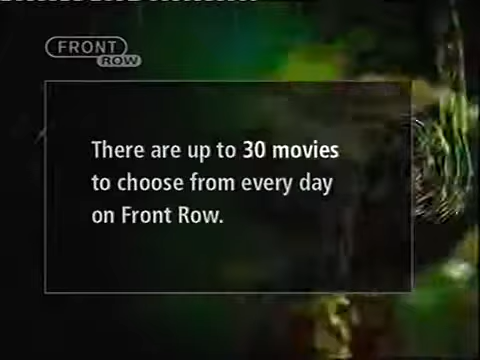 FRONT
ROW
There are up to 30 movies
to choose from every day
on Front Row.